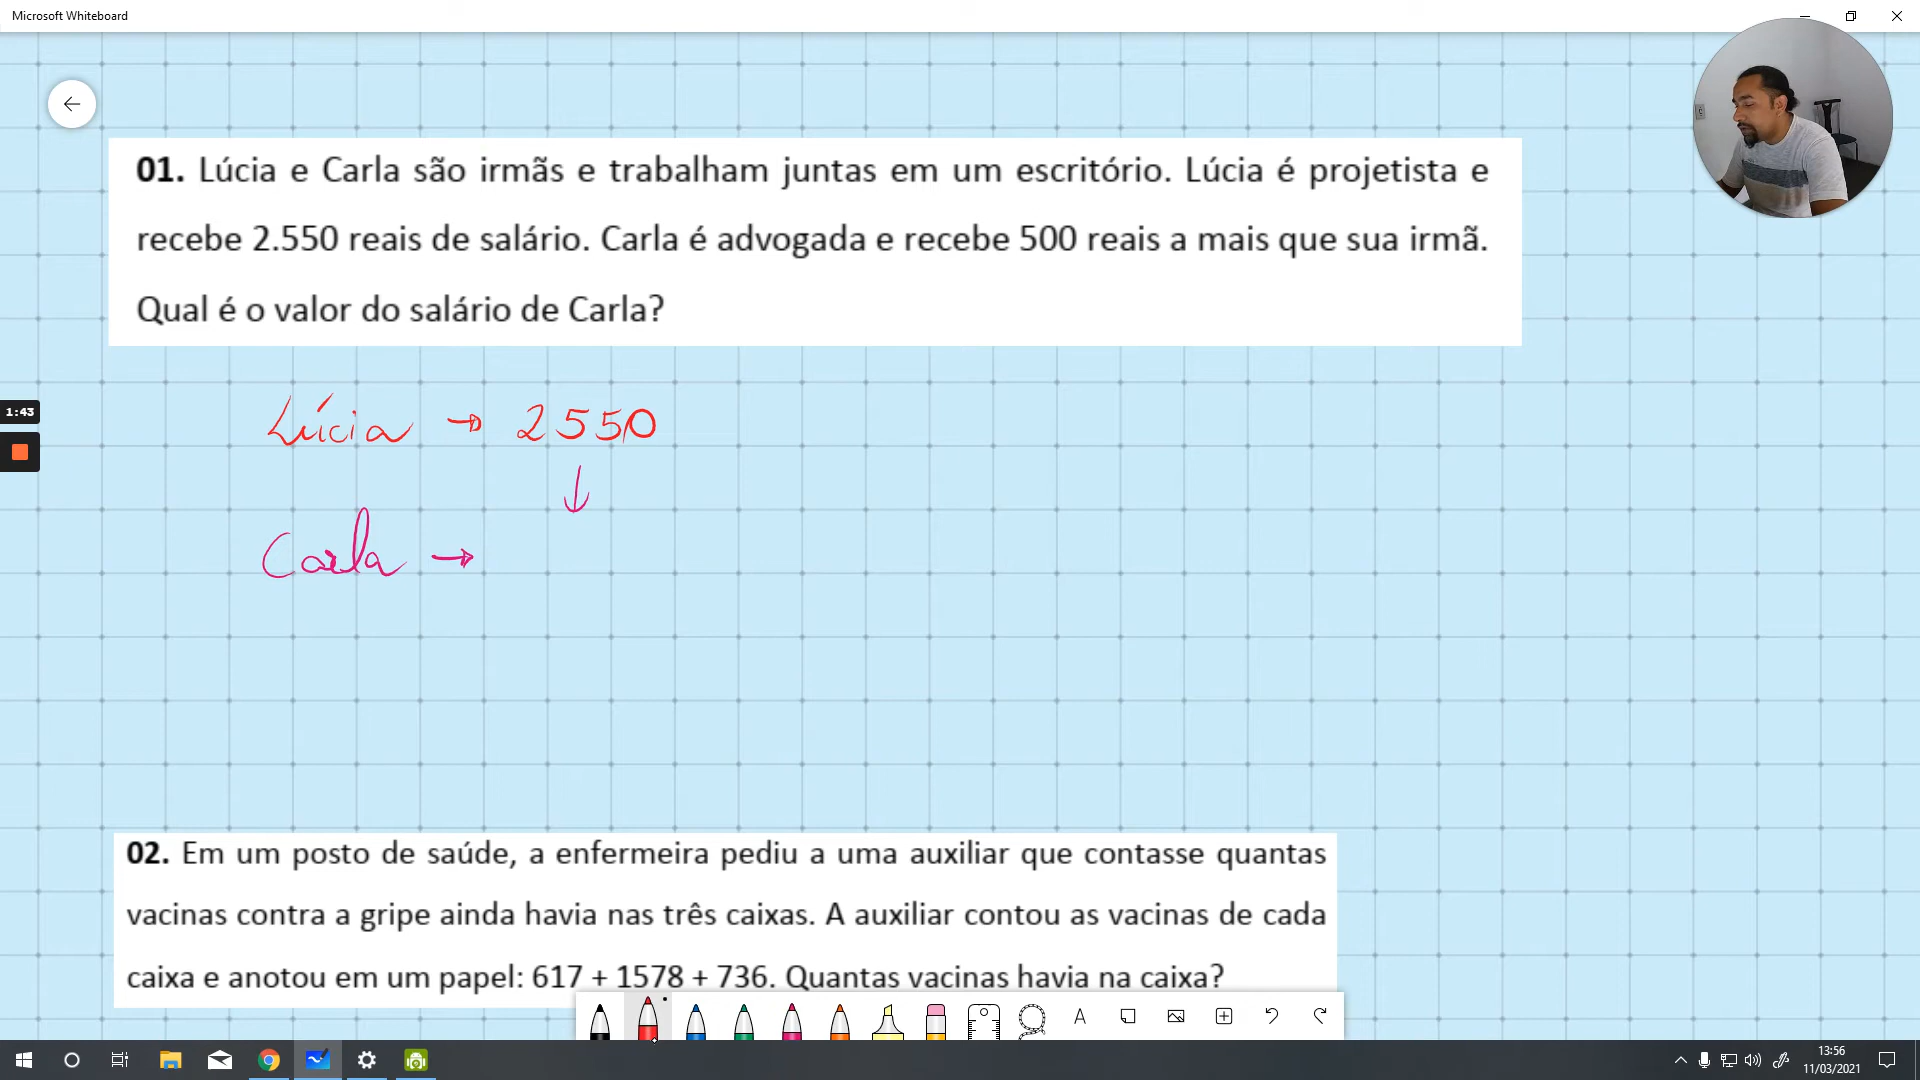 Microsoft Whiteboard
01. Lúcia e Carla são irmãs e trabalham juntas em um escritório. Lúcia é projetista e
recebe 2.550 reais de salário. Carla é advogada e recebe 500 reais a mais que sua irmã.
Qual é o valor do salário de Carla?
1:43
Lúcia → 2550
↓
Carla →
02. Em um posto de saúde, a enfermeira pediu a uma auxiliar que contasse quantas
vacinas contra a gripe ainda havia nas três caixas. A auxiliar contou as vacinas de cada
caixa e anotou em um papel: 617 + 1578 + 736. Quantas vacinas havia na caixa?
A
13:56
11/03/2021